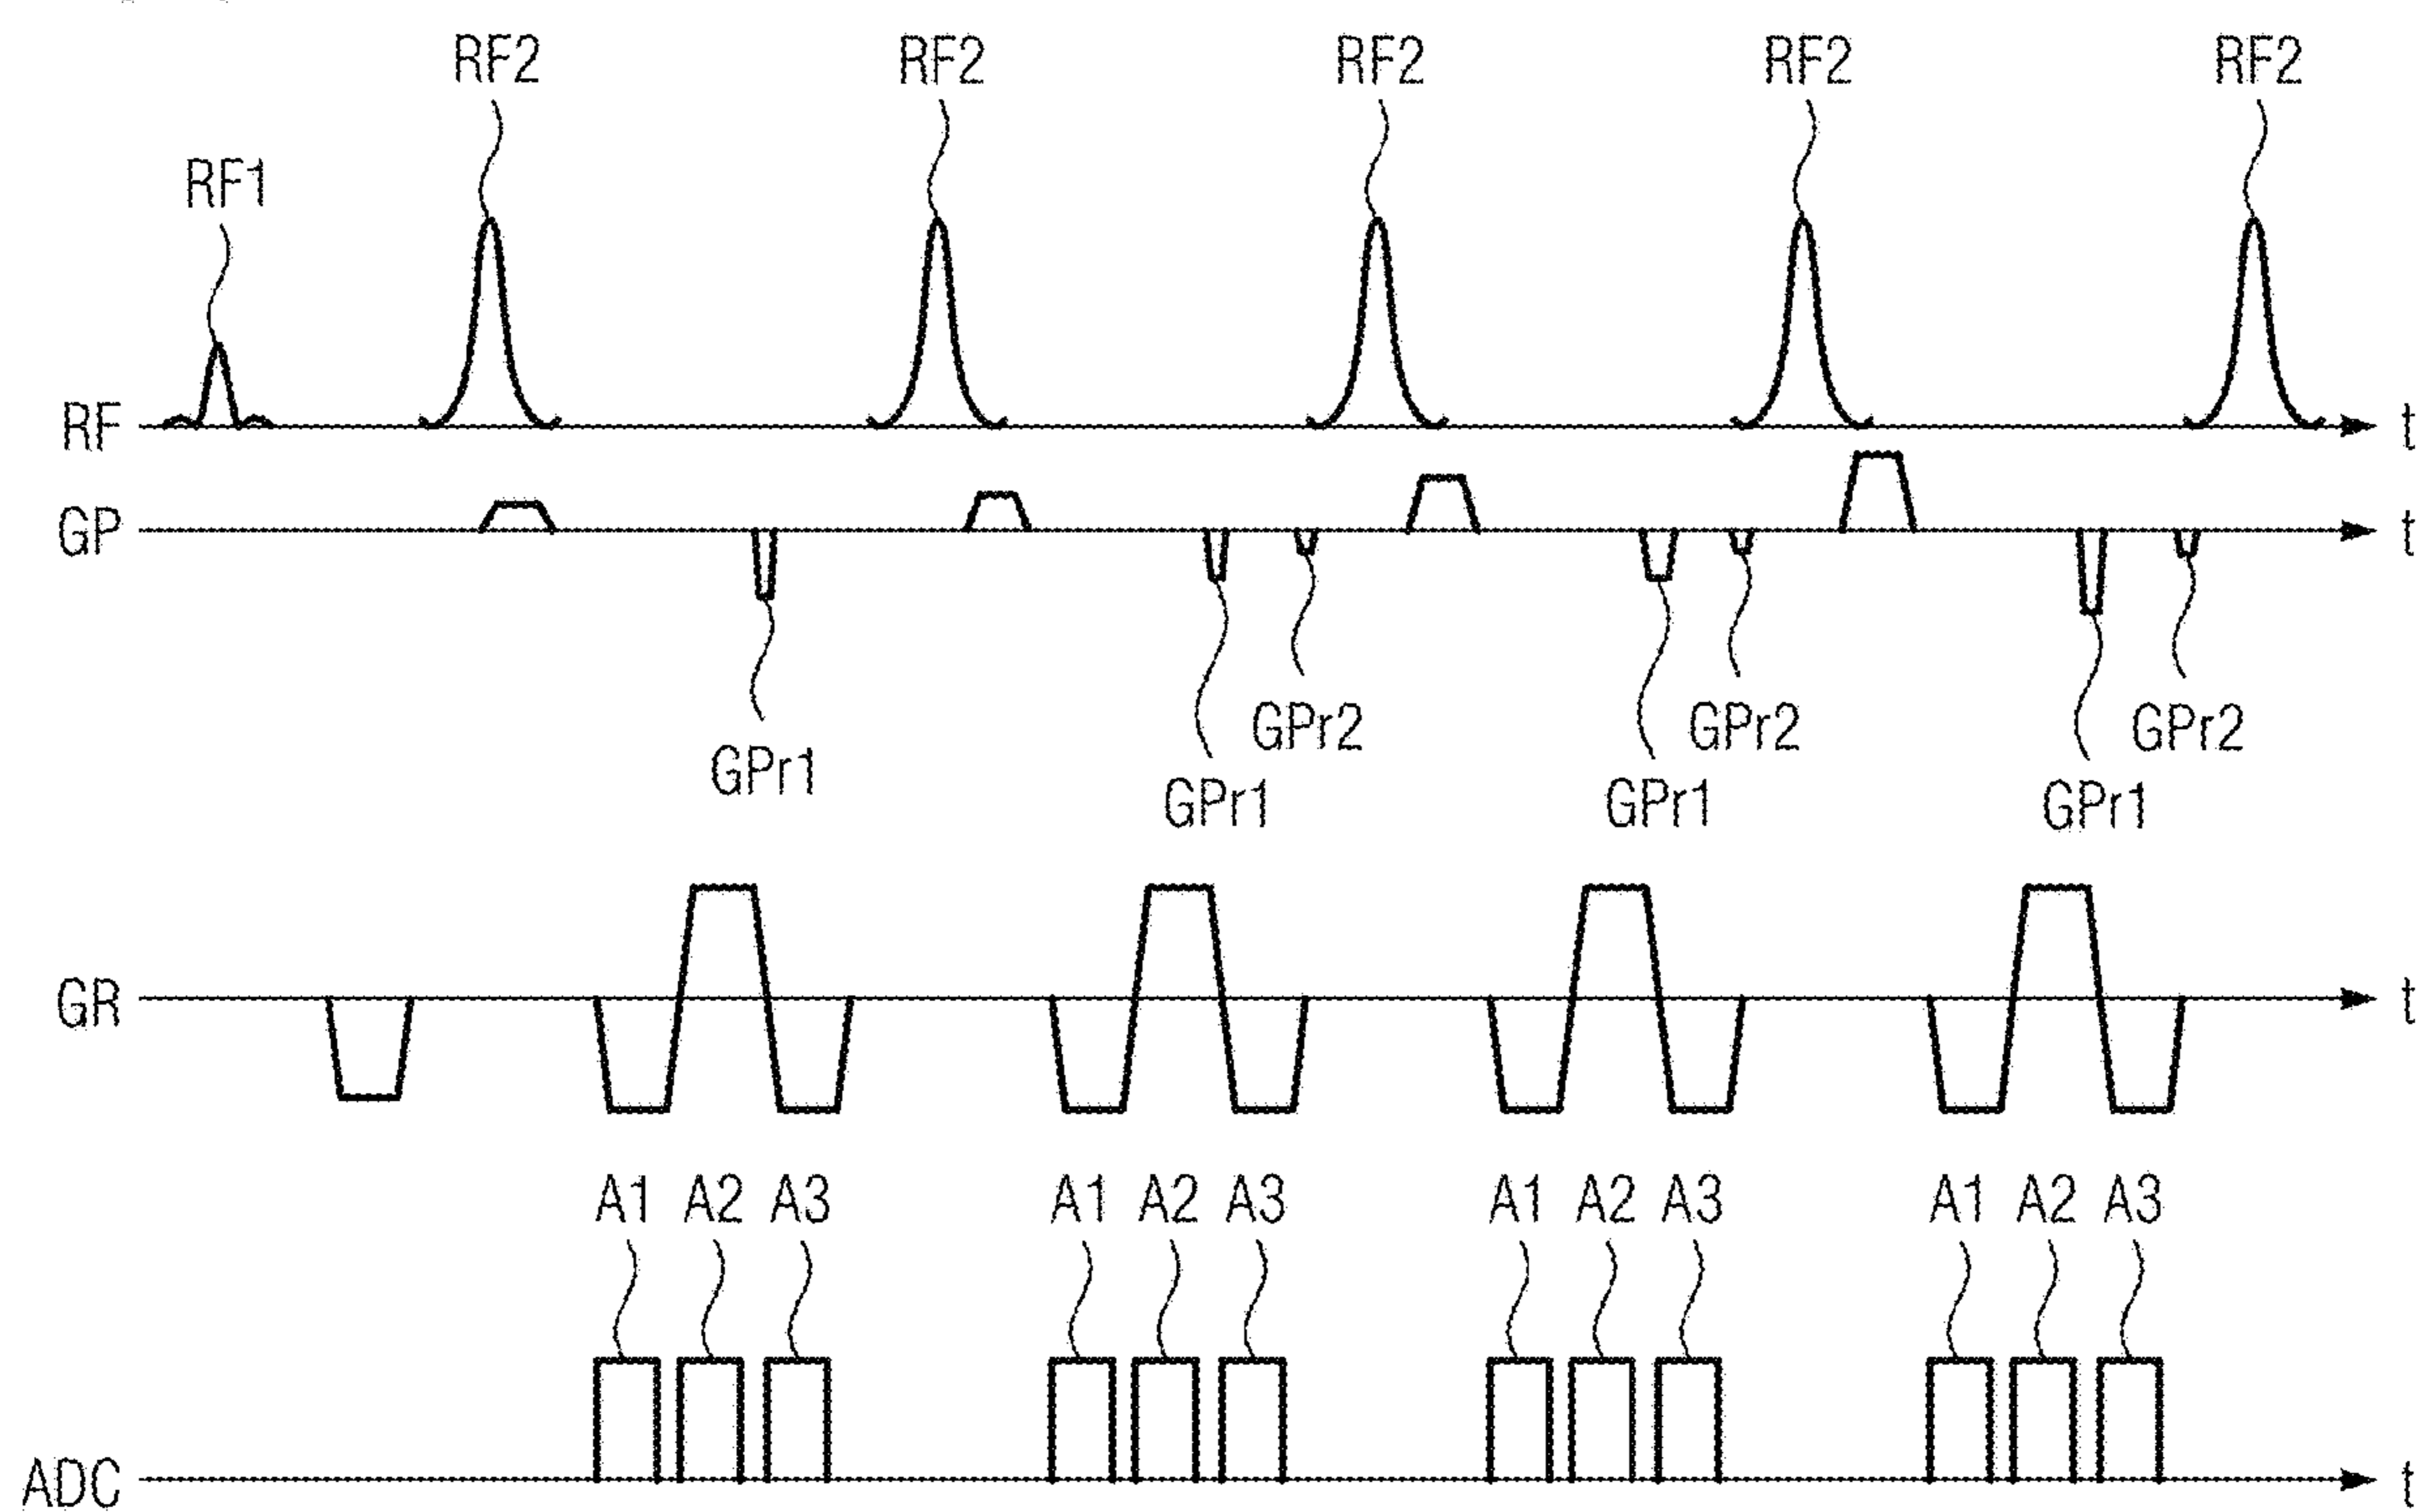 RF2 RF2 RF2 RF2 RF2
RF1
RF t
GP t
GPr2 GPr2 GPr2
GPr1 GPr1 GPr1 GPr1
GR t
A1 A2 A3 A1 A2 A3 A1 A2 A3 A1 A2 A3
ADC t